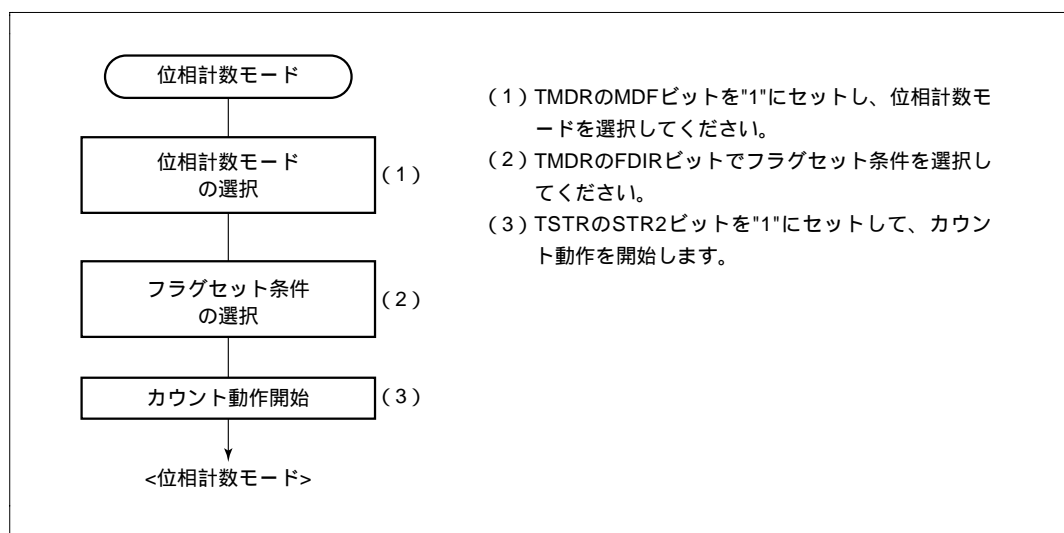 位相計数モード
位相計数モード
の選択
(1)
フラグセット条件
の選択
(2)
カウント動作開始
(3)
<位相計数モード>
(1)TMDRのMDFビットを"1"にセットし、位相計数モ
ードを選択してください。
(2)TMDRのFDIRビットでフラグセット条件を選択し
てください。
(3)TSTRのSTR2ビットを"1"にセットして、カウン
ト動作を開始します。